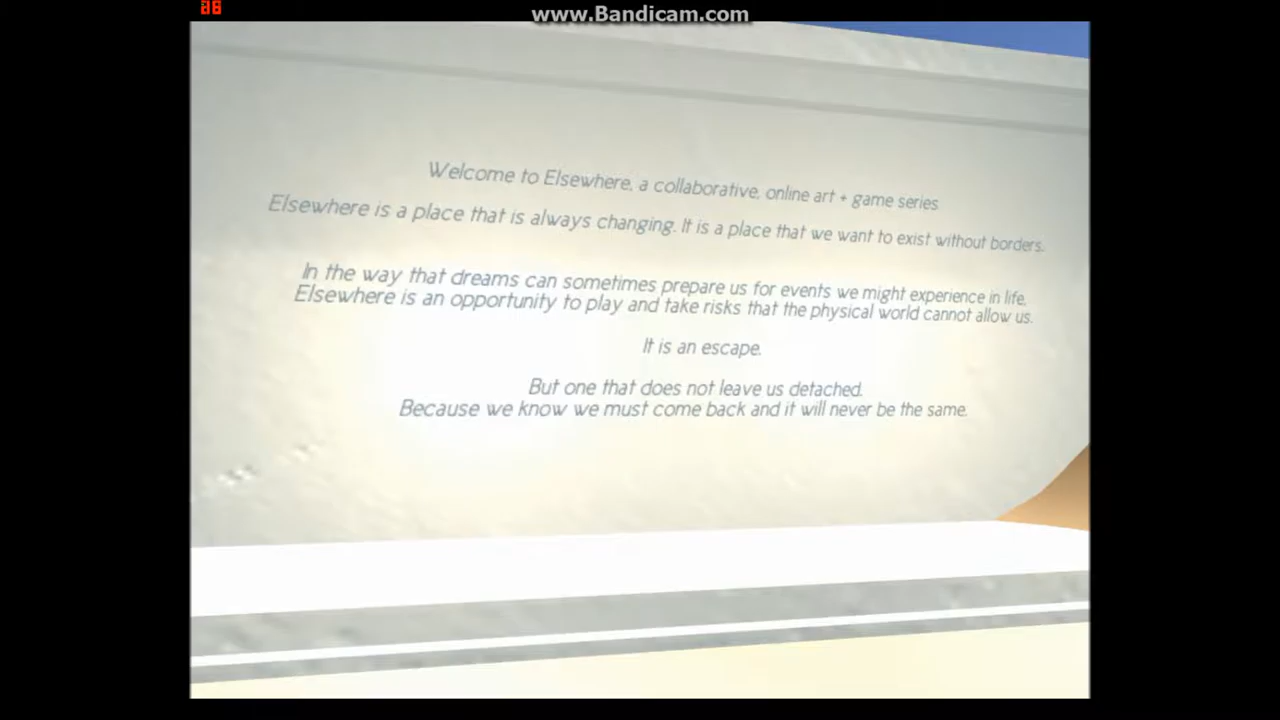 28
www.Bandicam.com
Welcome to Elsewhere, a collaborative, online art + game series
Elsewhere is a place that is always changing. It is a place that we want to exist without borders.
In the way that dreams can sometimes prepare us for events we might experience in life,
Elsewhere is an opportunity to play and take risks that the physical world cannot allow us.
It is an escape.
But one that does not leave us detached.
Because we know we must come back and it will never be the same.